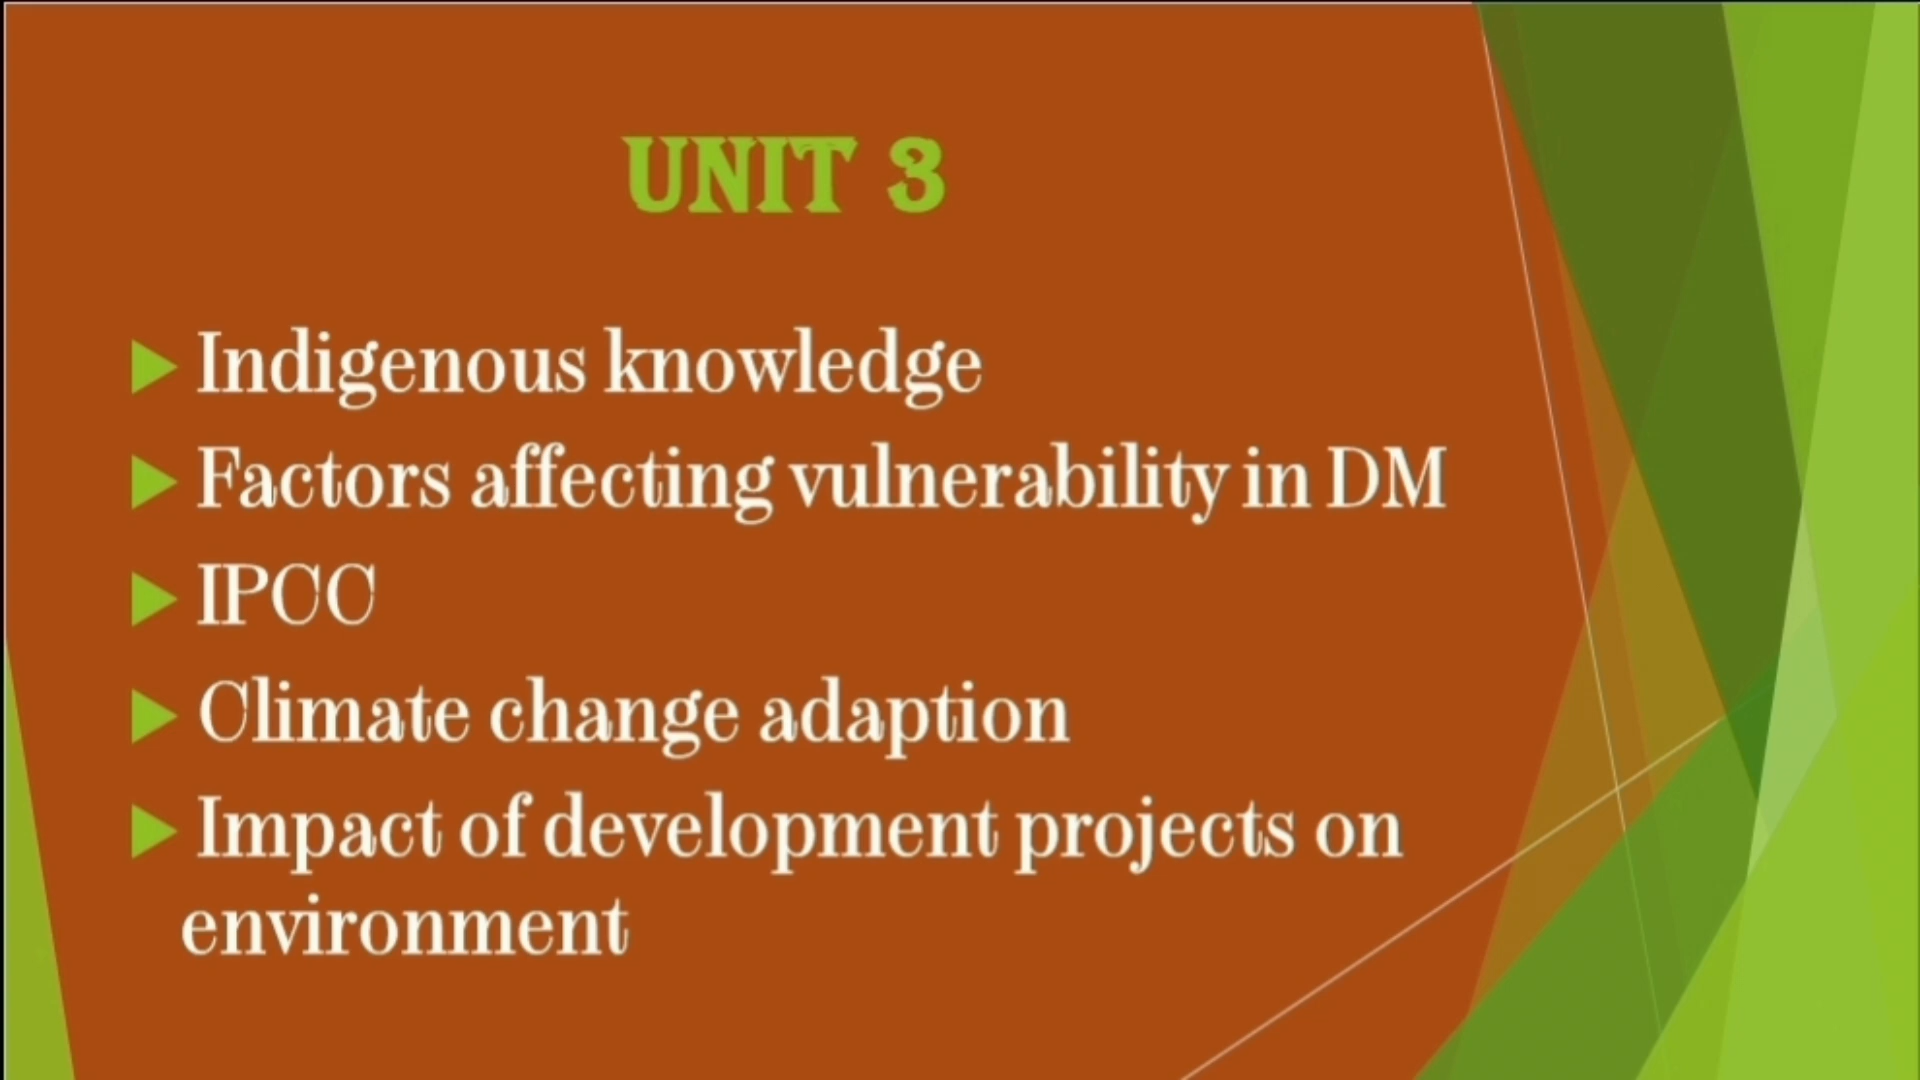 UNIT 3
Indigenous knowledge
Factors affecting vulnerability in DM
IPCC
Climate change adaption
Impact of development projects on
environment